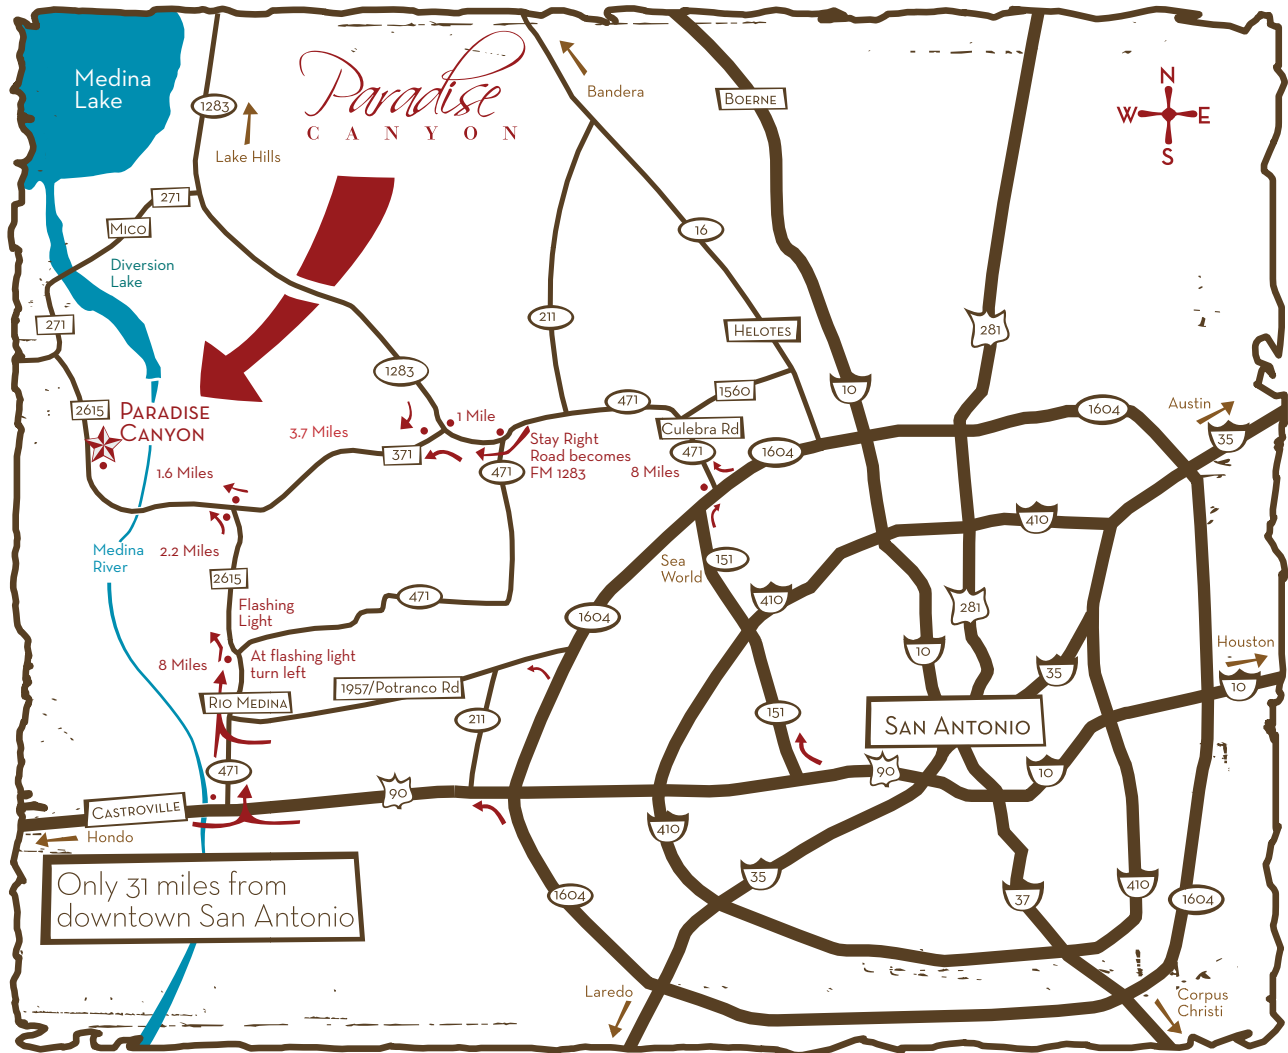 Medina
Lake
1283
Lake Hills
Paradise
CANYON
Bandera
BOERNE
N
W E
S
271
MICO
Diversion
Lake
16
271
211
HELOTES
281
1283
10
2615
PARADISE
CANYON
3.7 Miles
1 Mile
471
1560
Culebra Rd
1604
Austin
35
371
Stay Right
Road becomes
FM 1283
471
471
8 Miles
1604
1.6 Miles
410
Medina
River
2.2 Miles
2615
Sea
World
151
471
410
Flashing
Light
1604
281
10
Houston
10
8 Miles
At flashing light
turn left
35
RIO MEDINA
1957/Potranco Rd
211
151
SAN ANTONIO
471
90
90
10
CASTROVILLE
Hondo
410
Only 31 miles from
downtown San Antonio
1604
35
37
410
1604
Laredo
Corpus
Christi